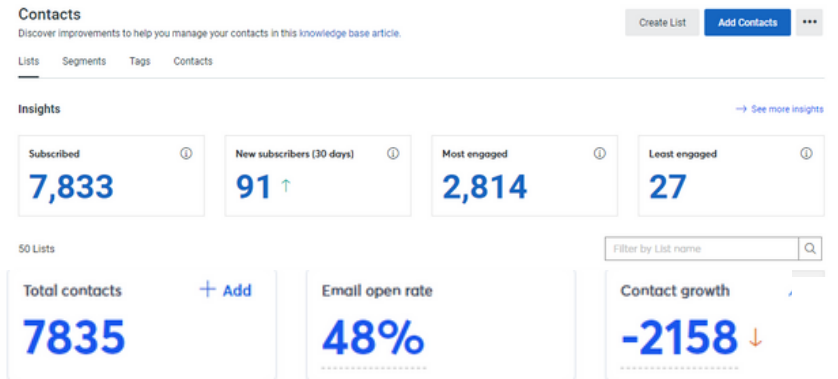 Contacts
Create List
Add Contacts
Discover improvements to help you manage your contacts in this knowledge base article.
Lists
Segments
Tags
Contacts
Insights
See more insights
Subscribed
New subscribers (30 days)
Most engaged
Least engaged
7,833
91 ↑
2,814
27
50 Lists
Filter by List name
Total contacts
+ Add
Email open rate
Contact growth
7835
48%
-2158 ↓